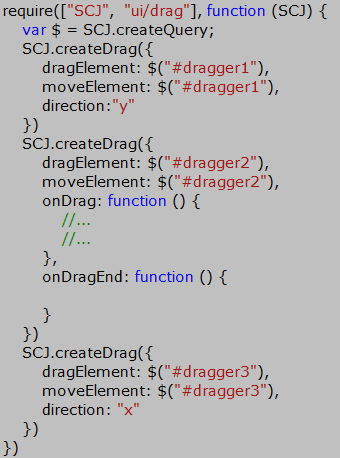 require(["SCJ", "ui/drag"], function (SCJ) {
    var $ = SCJ.createQuery;
    SCJ.createDrag({
        dragElement: $("#dragger1"),
        moveElement: $("#dragger1"),
        direction:"y"
    })
    SCJ.createDrag({
        dragElement: $("#dragger2"),
        moveElement: $("#dragger2"),
        onDrag: function () {
            //...
            //...
        },
        onDragEnd: function () {

        }
    })
    SCJ.createDrag({
        dragElement: $("#dragger3"),
        moveElement: $("#dragger3"),
        direction: "x"
    })
})